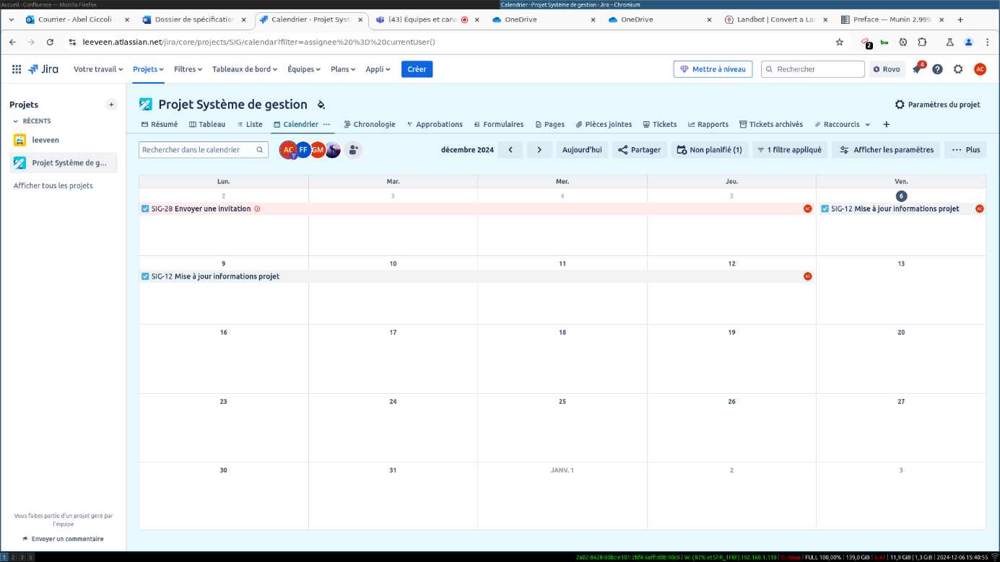 Accueil - Confluence — Mozilla Firefox
Calendrier - Projet Système de gestion - Jira – Chromium
Courrier - Abel Ciccoli -
Dossier de spécification
Calendrier - Projet Syst
(43) Équipes et cana
OneDrive
OneDrive
Landbot | Convert a Lan
Preface — Munin 2.999.
leeveen.atlassian.net/jira/core/projects/SIG/calendar?filter=assignee%20%3D%20currentUser()
2
bw
Jira
Votre travail
Projets
Filtres
Tableaux de bord
Équipes
Plans
Appli
Créer
Mettre à niveau
Rechercher
Rovo
4
AC
Projets
RÉCENTS
leeveen
Projet Système de g...
Afficher tous les projets
Vous faites partie d'un projet géré par
l'équipe
Envoyer un commentaire
Projet Système de gestion
Paramètres du projet
Résumé
Tableau
Liste
Calendrier
Chronologie
Approbations
Formulaires
Pages
Pièces jointes
Tickets
Rapports
Tickets archivés
Raccourcis
Rechercher dans le calendrier
AC
FF
GM
décembre 2024
Aujourd'hui
Partager
Non planifié (1)
1 filtre appliqué
Afficher les paramètres
Plus
Lun. Mar. Mer. Jeu. Ven.
2 3 4 5 6
SIG-28 Envoyer une invitation AC
SIG-12 Mise à jour informations projet AC
9 10 11 12 13
SIG-12 Mise à jour informations projet AC
16 17 18 19 20
23 24 25 26 27
30 31 JANV. 1 2 3
1 2 3 5
2a02:8428:808c:e101:2bf4:6aff:d8b:90c8 | W: (87% at SFR_1F8F) 192.168.1.110 | E: down | FULL 100,00% | 139,0 GiB | 6,47 | 11,9 GiB | 1,3 GiB | 2024-12-06 15:40:55